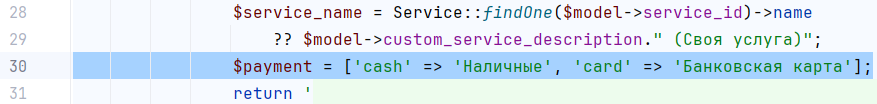 28 $service_name = Service::findOne($model->service_id)->name
29 ?? $model->custom_service_description." (Своя услуга)";
30 $payment = ['cash' => 'Наличные', 'card' => 'Банковская карта'];
31 return '